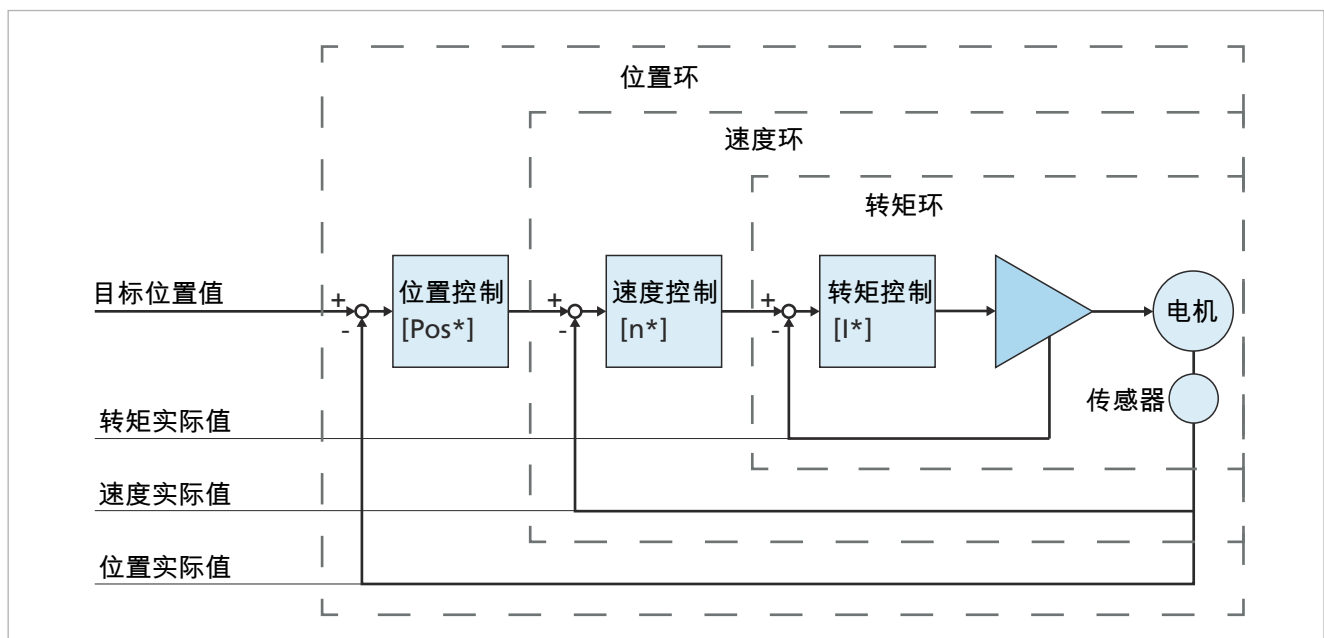 位置环
速度环
转矩环
目标位置值
+
-
位置控制
[Pos*]
+
-
速度控制
[n*]
+
-
转矩控制
[I*]
电机
传感器
转矩实际值
速度实际值
位置实际值